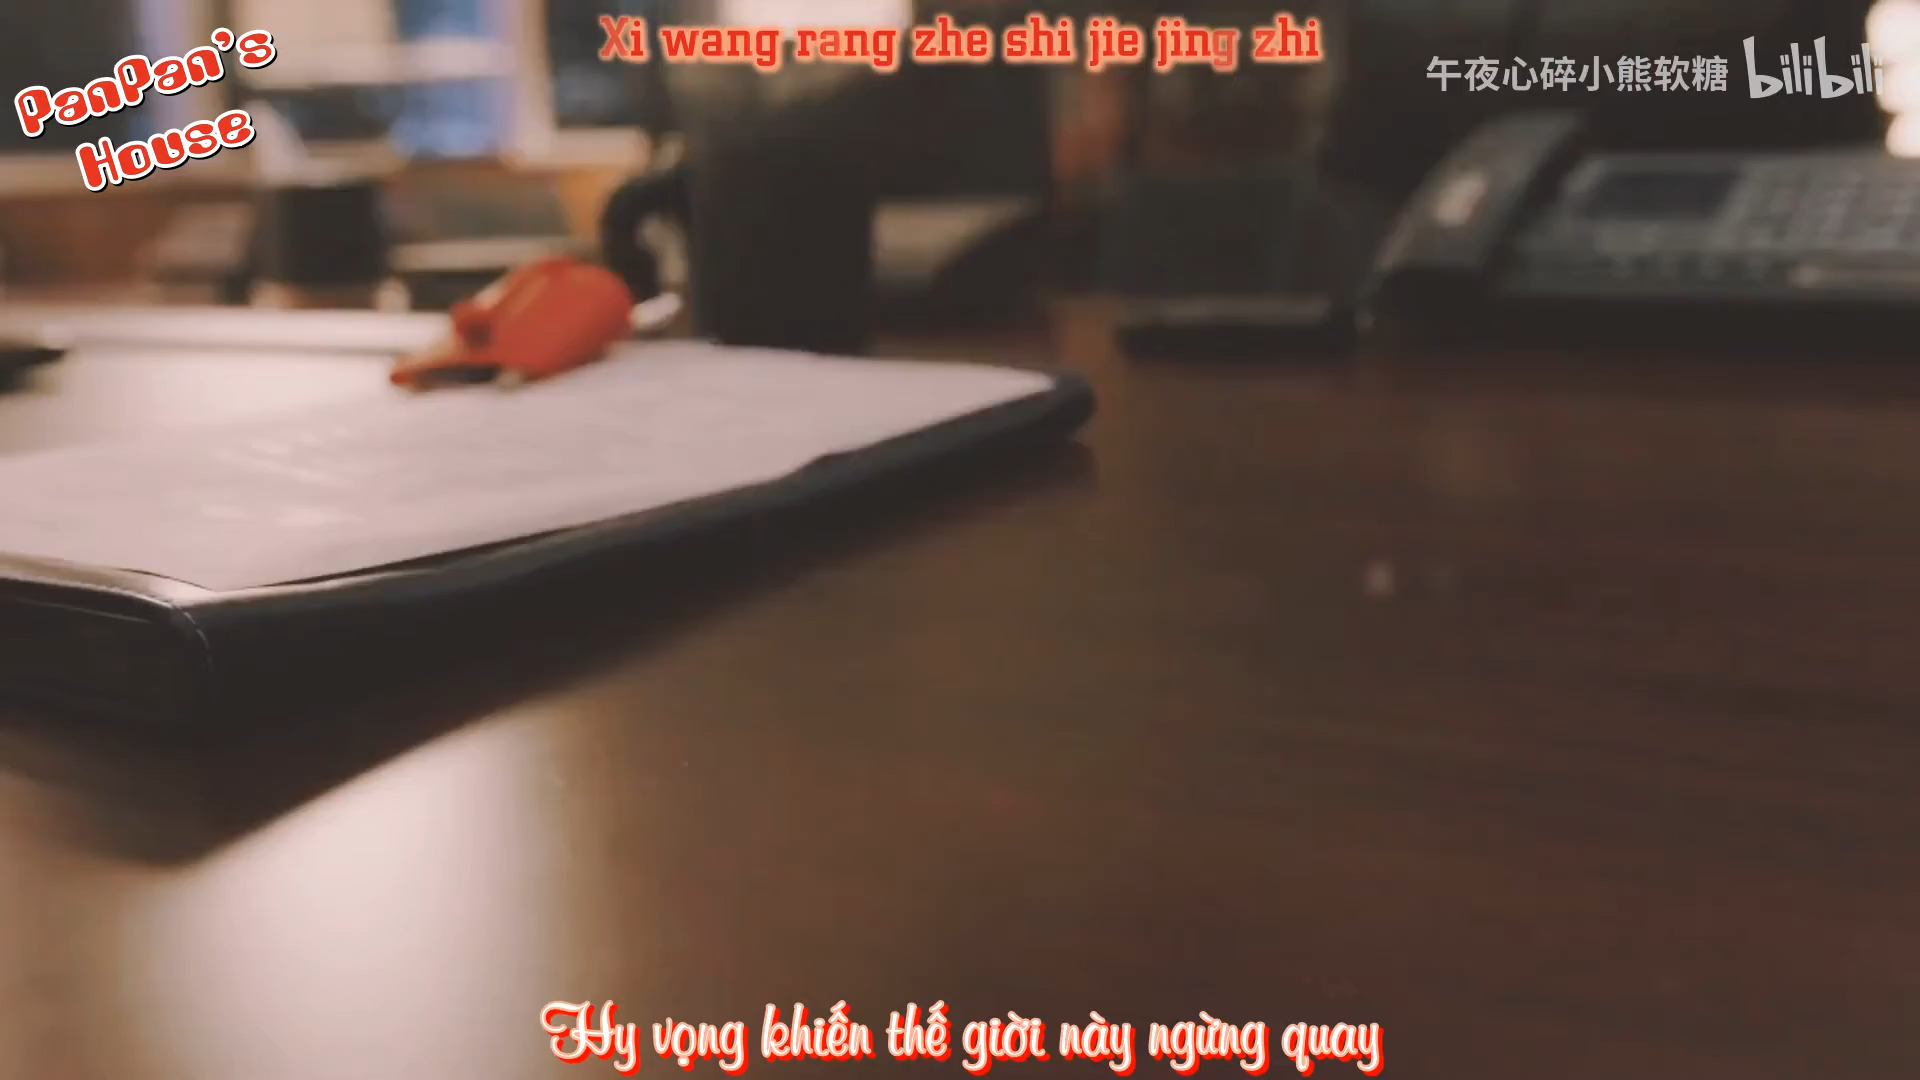 Xi wang rang zhe shi jie jing zhi
PanPan's
House
午夜心碎小熊软糖 bilibili
Hy vọng khiến thế giới này ngừng quay